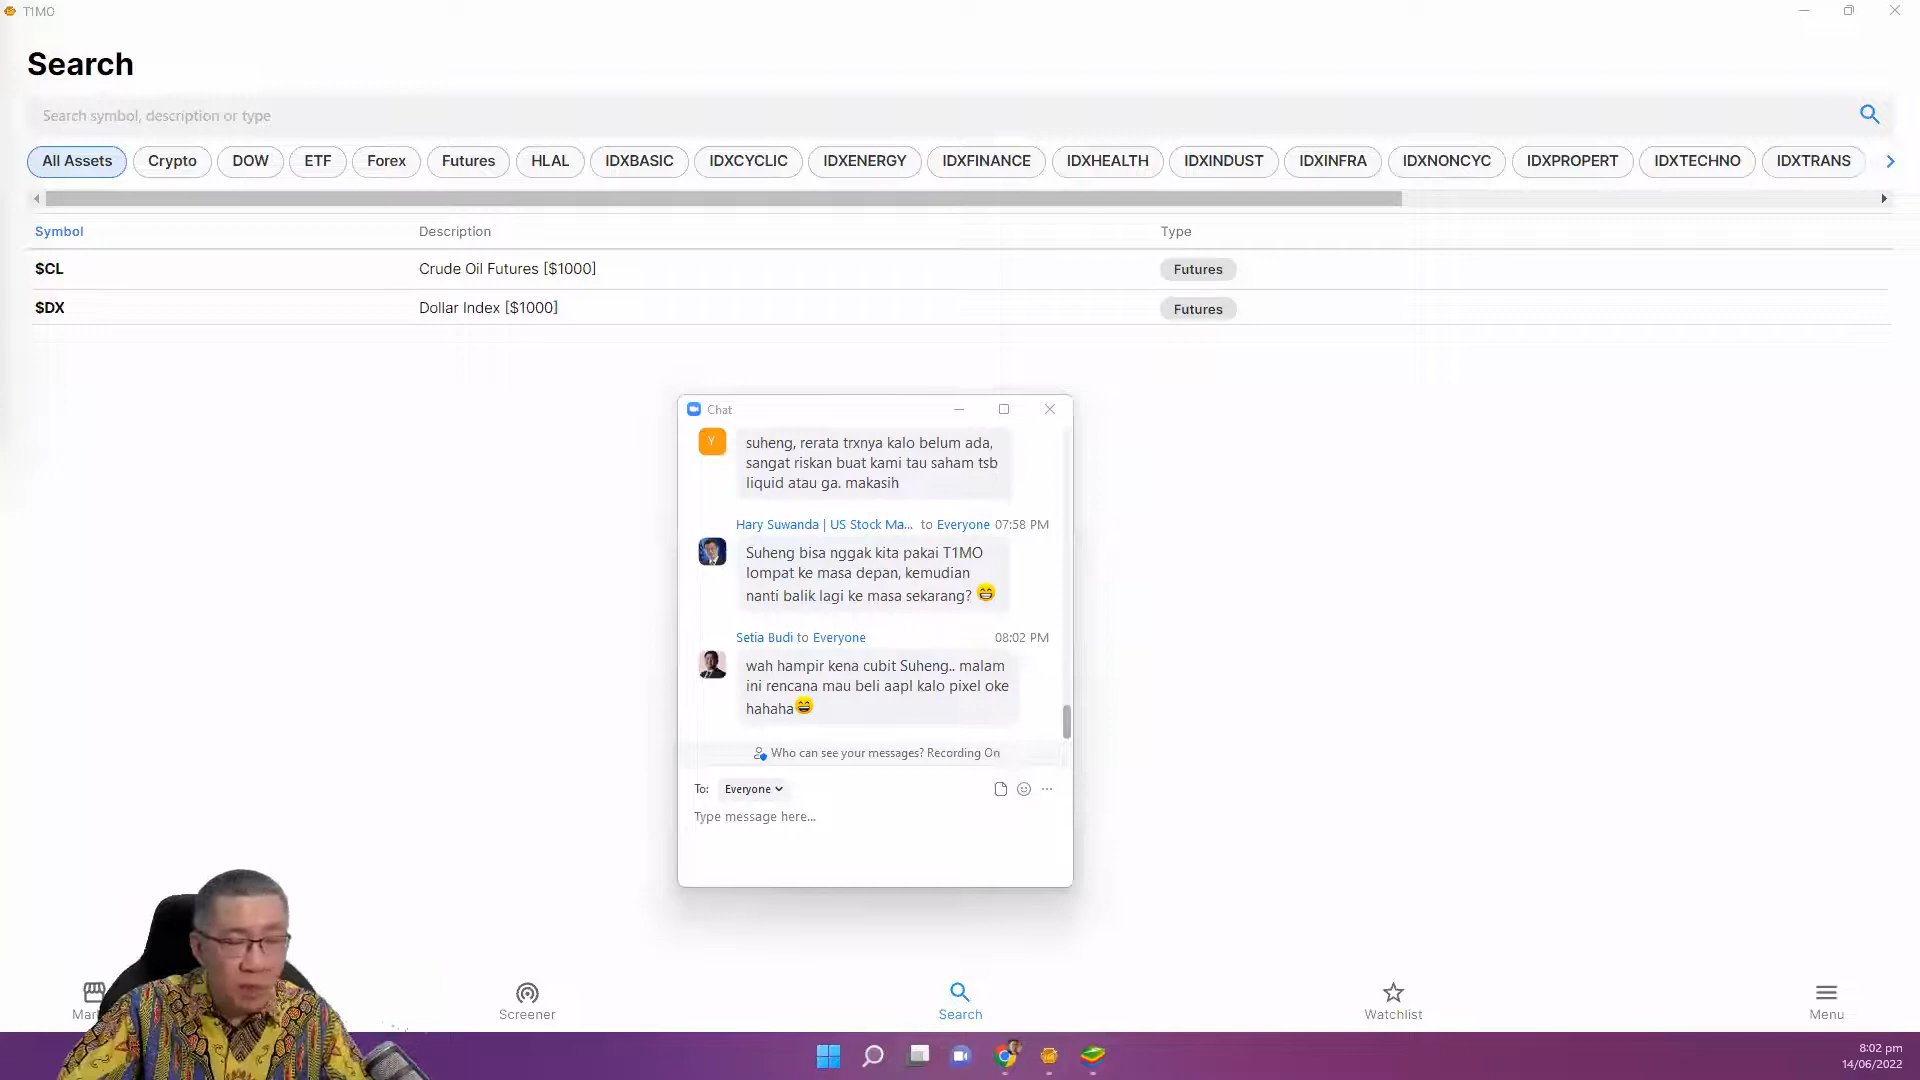 T1MO
Search
Search symbol, description or type
All Assets Crypto DOW ETF Forex Futures HLAL IDXBASIC IDXCYCLIC IDXENERGY IDXFINANCE IDXHEALTH IDXINDUST IDXINFRA IDXNONCYC IDXPROPERT IDXTECHNO IDXTRANS
Symbol Description Type
$CL Crude Oil Futures [$1000] Futures
$DX Dollar Index [$1000] Futures
Chat
Y
suheng, rerata trxnya kalo belum ada,
sangat riskan buat kami tau saham tsb
liquid atau ga. makasih
Hary Suwanda | US Stock Ma... to Everyone 07:58 PM
Suheng bisa nggak kita pakai T1MO
lompat ke masa depan, kemudian
nanti balik lagi ke masa sekarang? 😁
Setia Budi to Everyone 08:02 PM
wah hampir kena cubit Suheng.. malam
ini rencana mau beli aapl kalo pixel oke
hahaha😄
Who can see your messages? Recording On
To: Everyone
Type message here...
Screener Search Watchlist Menu
8:02 pm
14/06/2022